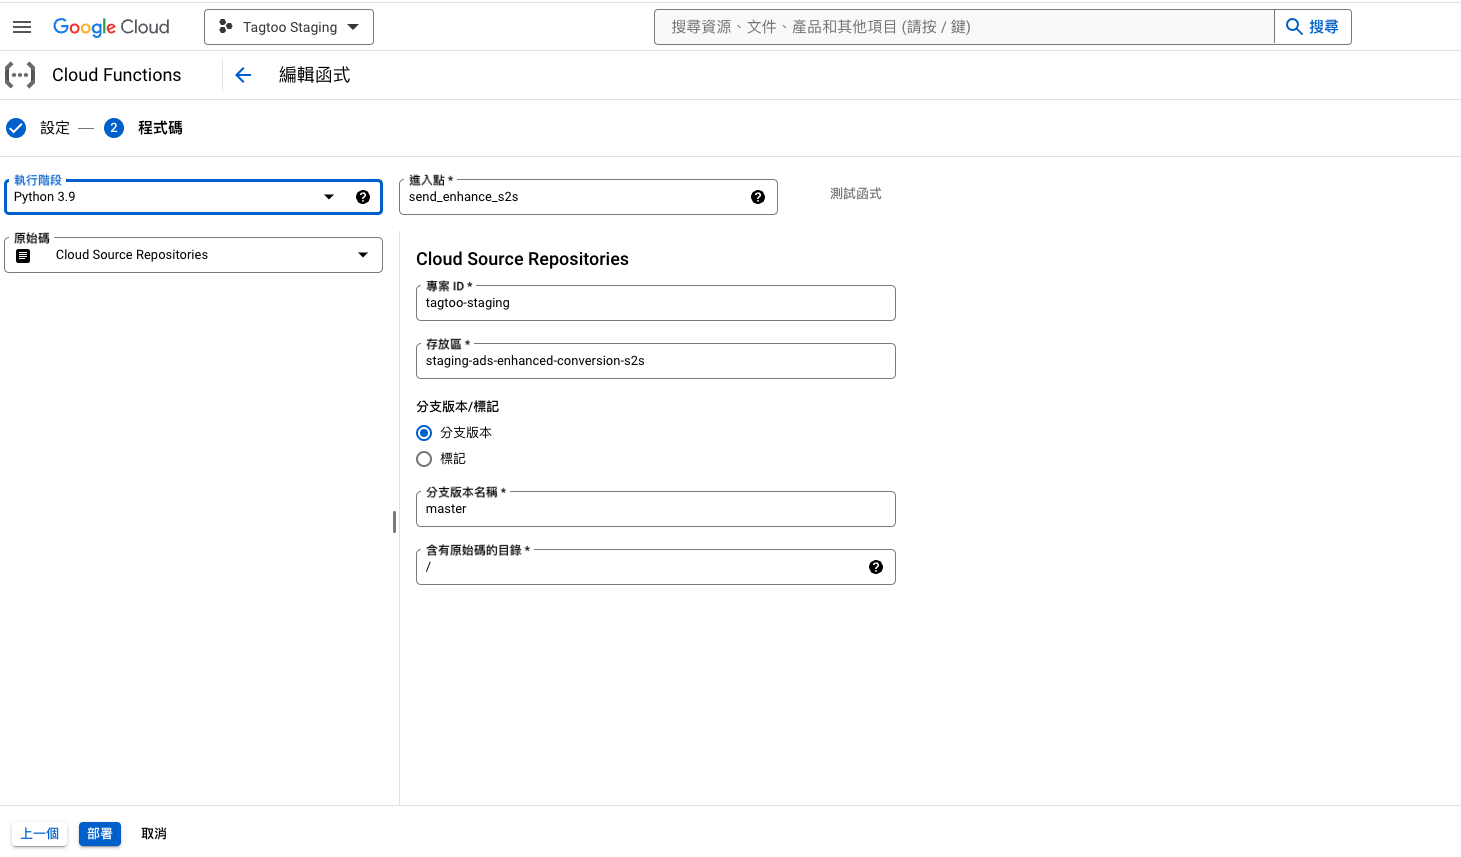 Google Cloud
Tagtoo Staging
搜尋資源、文件、產品和其他項目 (請按 / 鍵)
搜尋
Cloud Functions
編輯函式
設定
2
程式碼
執行階段
Python 3.9
進入點 *
send_enhance_s2s
測試函式
原始碼
Cloud Source Repositories
Cloud Source Repositories
專案 ID *
tagtoo-staging
存放區 *
staging-ads-enhanced-conversion-s2s
分支版本/標記
分支版本
標記
分支版本名稱 *
master
含有原始碼的目錄 *
/
上一個
部署
取消